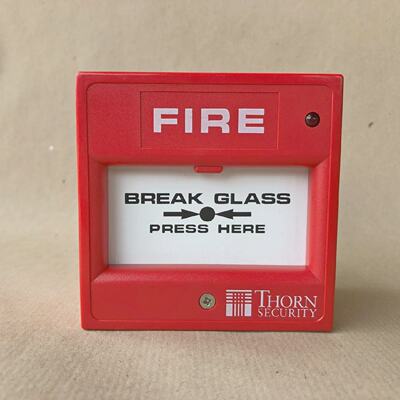 FIRE
BREAK GLASS
PRESS HERE
THORN
SECURITY